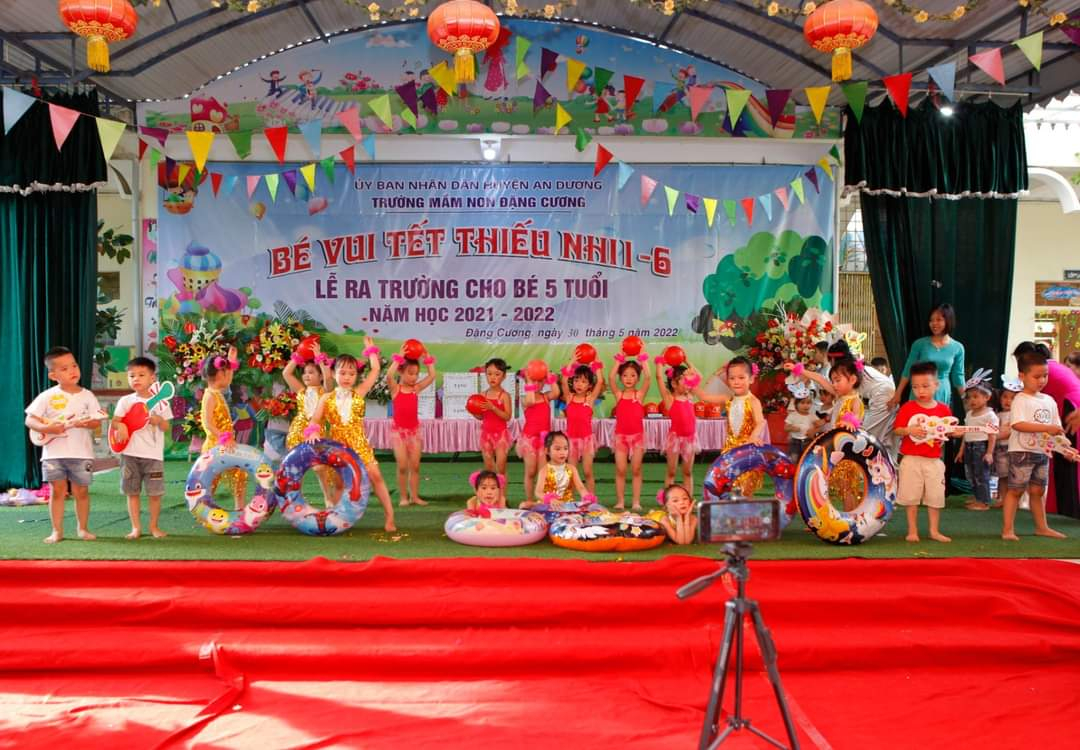 ỦY BAN NHÂN DÂN HUYỆN AN DƯƠNG
TRƯỜNG MẦM NON ĐẶNG CƯƠNG
BÉ VUI TẾT THIẾU NHI 1-6
LỄ RA TRƯỜNG CHO BÉ 5 TUỔI
NĂM HỌC 2021 - 2022
Đặng Cương, ngày 30 tháng 5 năm 2022